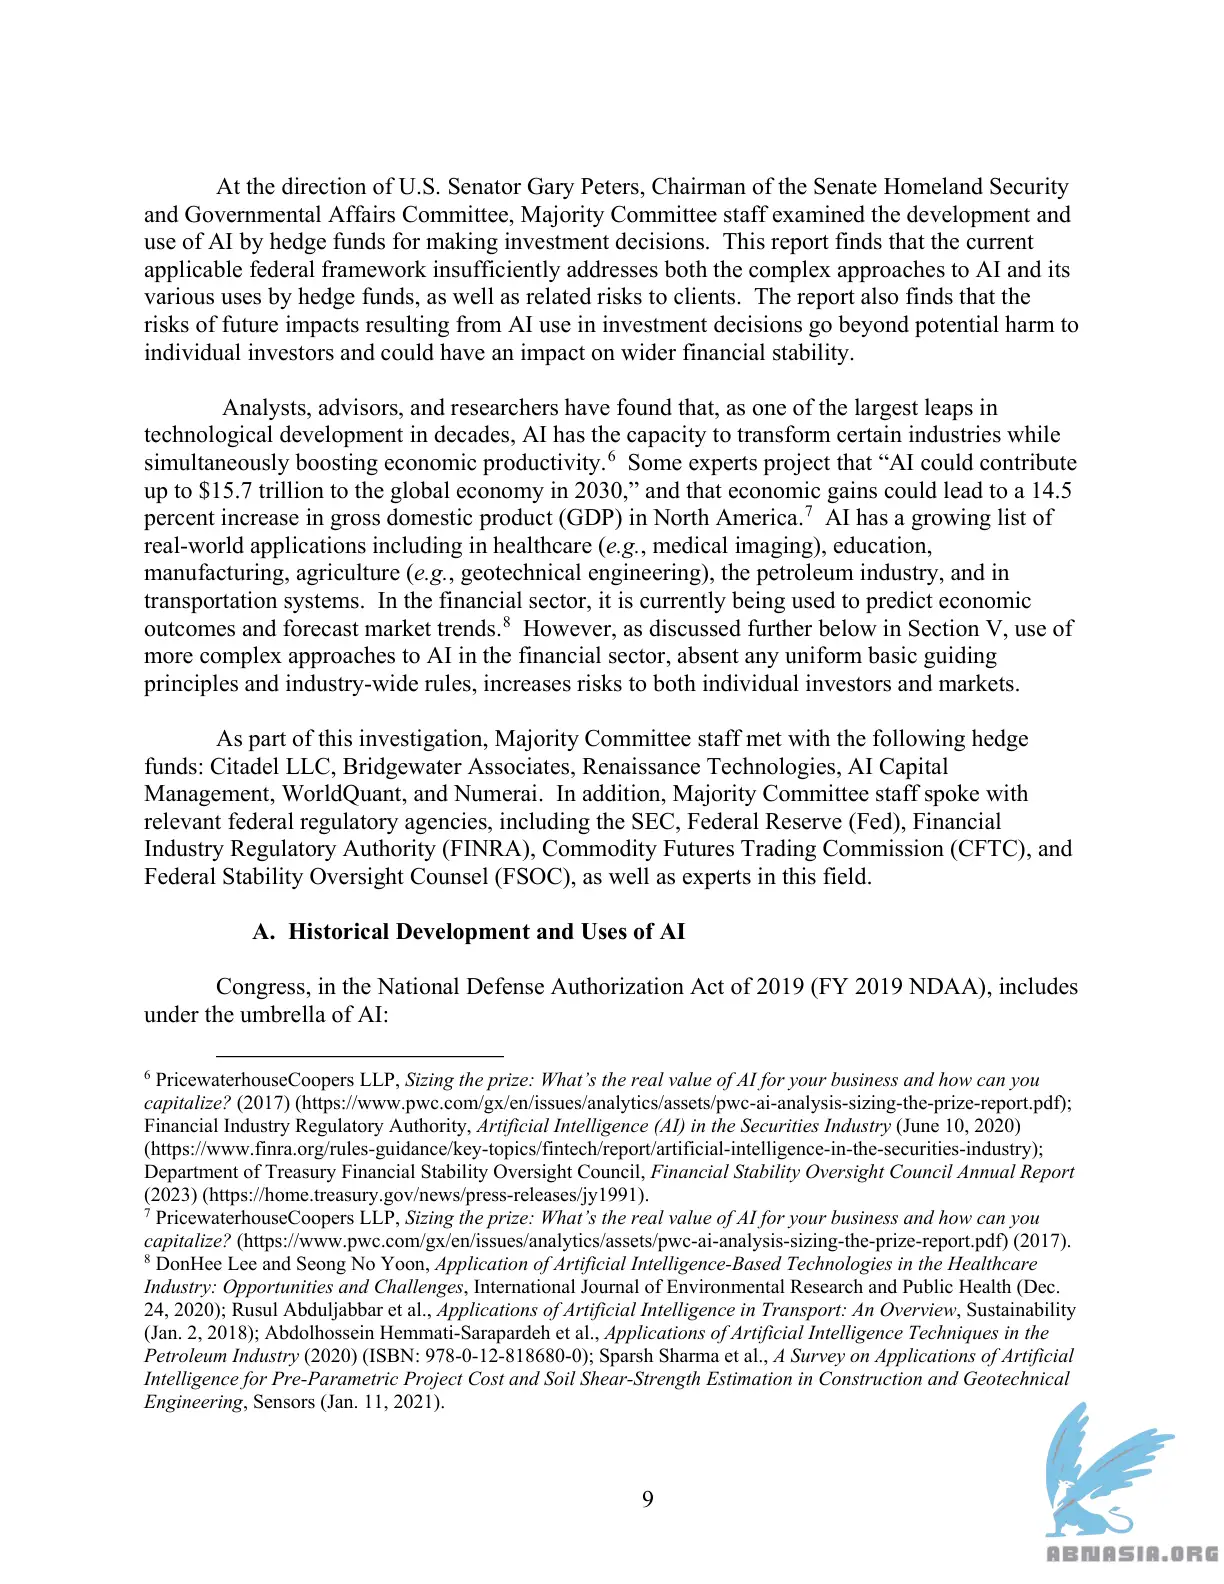 At the direction of U.S. Senator Gary Peters, Chairman of the Senate Homeland Security
and Governmental Affairs Committee, Majority Committee staff examined the development and
use of AI by hedge funds for making investment decisions. This report finds that the current
applicable federal framework insufficiently addresses both the complex approaches to AI and its
various uses by hedge funds, as well as related risks to clients. The report also finds that the
risks of future impacts resulting from AI use in investment decisions go beyond potential harm to
individual investors and could have an impact on wider financial stability.
Analysts, advisors, and researchers have found that, as one of the largest leaps in
technological development in decades, AI has the capacity to transform certain industries while
simultaneously boosting economic productivity.6 Some experts project that “AI could contribute
up to $15.7 trillion to the global economy in 2030,” and that economic gains could lead to a 14.5
percent increase in gross domestic product (GDP) in North America.7 AI has a growing list of
real-world applications including in healthcare (e.g., medical imaging), education,
manufacturing, agriculture (e.g., geotechnical engineering), the petroleum industry, and in
transportation systems. In the financial sector, it is currently being used to predict economic
outcomes and forecast market trends.8 However, as discussed further below in Section V, use of
more complex approaches to AI in the financial sector, absent any uniform basic guiding
principles and industry-wide rules, increases risks to both individual investors and markets.
As part of this investigation, Majority Committee staff met with the following hedge
funds: Citadel LLC, Bridgewater Associates, Renaissance Technologies, AI Capital
Management, WorldQuant, and Numerai. In addition, Majority Committee staff spoke with
relevant federal regulatory agencies, including the SEC, Federal Reserve (Fed), Financial
Industry Regulatory Authority (FINRA), Commodity Futures Trading Commission (CFTC), and
Federal Stability Oversight Counsel (FSOC), as well as experts in this field.
A. Historical Development and Uses of AI
Congress, in the National Defense Authorization Act of 2019 (FY 2019 NDAA), includes
under the umbrella of AI:
6 PricewaterhouseCoopers LLP, Sizing the prize: What’s the real value of AI for your business and how can you
capitalize? (2017) (https://www.pwc.com/gx/en/issues/analytics/assets/pwc-ai-analysis-sizing-the-prize-report.pdf);
Financial Industry Regulatory Authority, Artificial Intelligence (AI) in the Securities Industry (June 10, 2020)
(https://www.finra.org/rules-guidance/key-topics/fintech/report/artificial-intelligence-in-the-securities-industry);
Department of Treasury Financial Stability Oversight Council, Financial Stability Oversight Council Annual Report
(2023) (https://home.treasury.gov/news/press-releases/jy1991).
7 PricewaterhouseCoopers LLP, Sizing the prize: What’s the real value of AI for your business and how can you
capitalize? (https://www.pwc.com/gx/en/issues/analytics/assets/pwc-ai-analysis-sizing-the-prize-report.pdf) (2017).
8 DonHee Lee and Seong No Yoon, Application of Artificial Intelligence-Based Technologies in the Healthcare
Industry: Opportunities and Challenges, International Journal of Environmental Research and Public Health (Dec.
24, 2020); Rusul Abduljabbar et al., Applications of Artificial Intelligence in Transport: An Overview, Sustainability
(Jan. 2, 2018); Abdolhossein Hemmati-Sarapardeh et al., Applications of Artificial Intelligence Techniques in the
Petroleum Industry (2020) (ISBN: 978-0-12-818680-0); Sparsh Sharma et al., A Survey on Applications of Artificial
Intelligence for Pre-Parametric Project Cost and Soil Shear-Strength Estimation in Construction and Geotechnical
Engineering, Sensors (Jan. 11, 2021).
9
ABNASIA.ORG